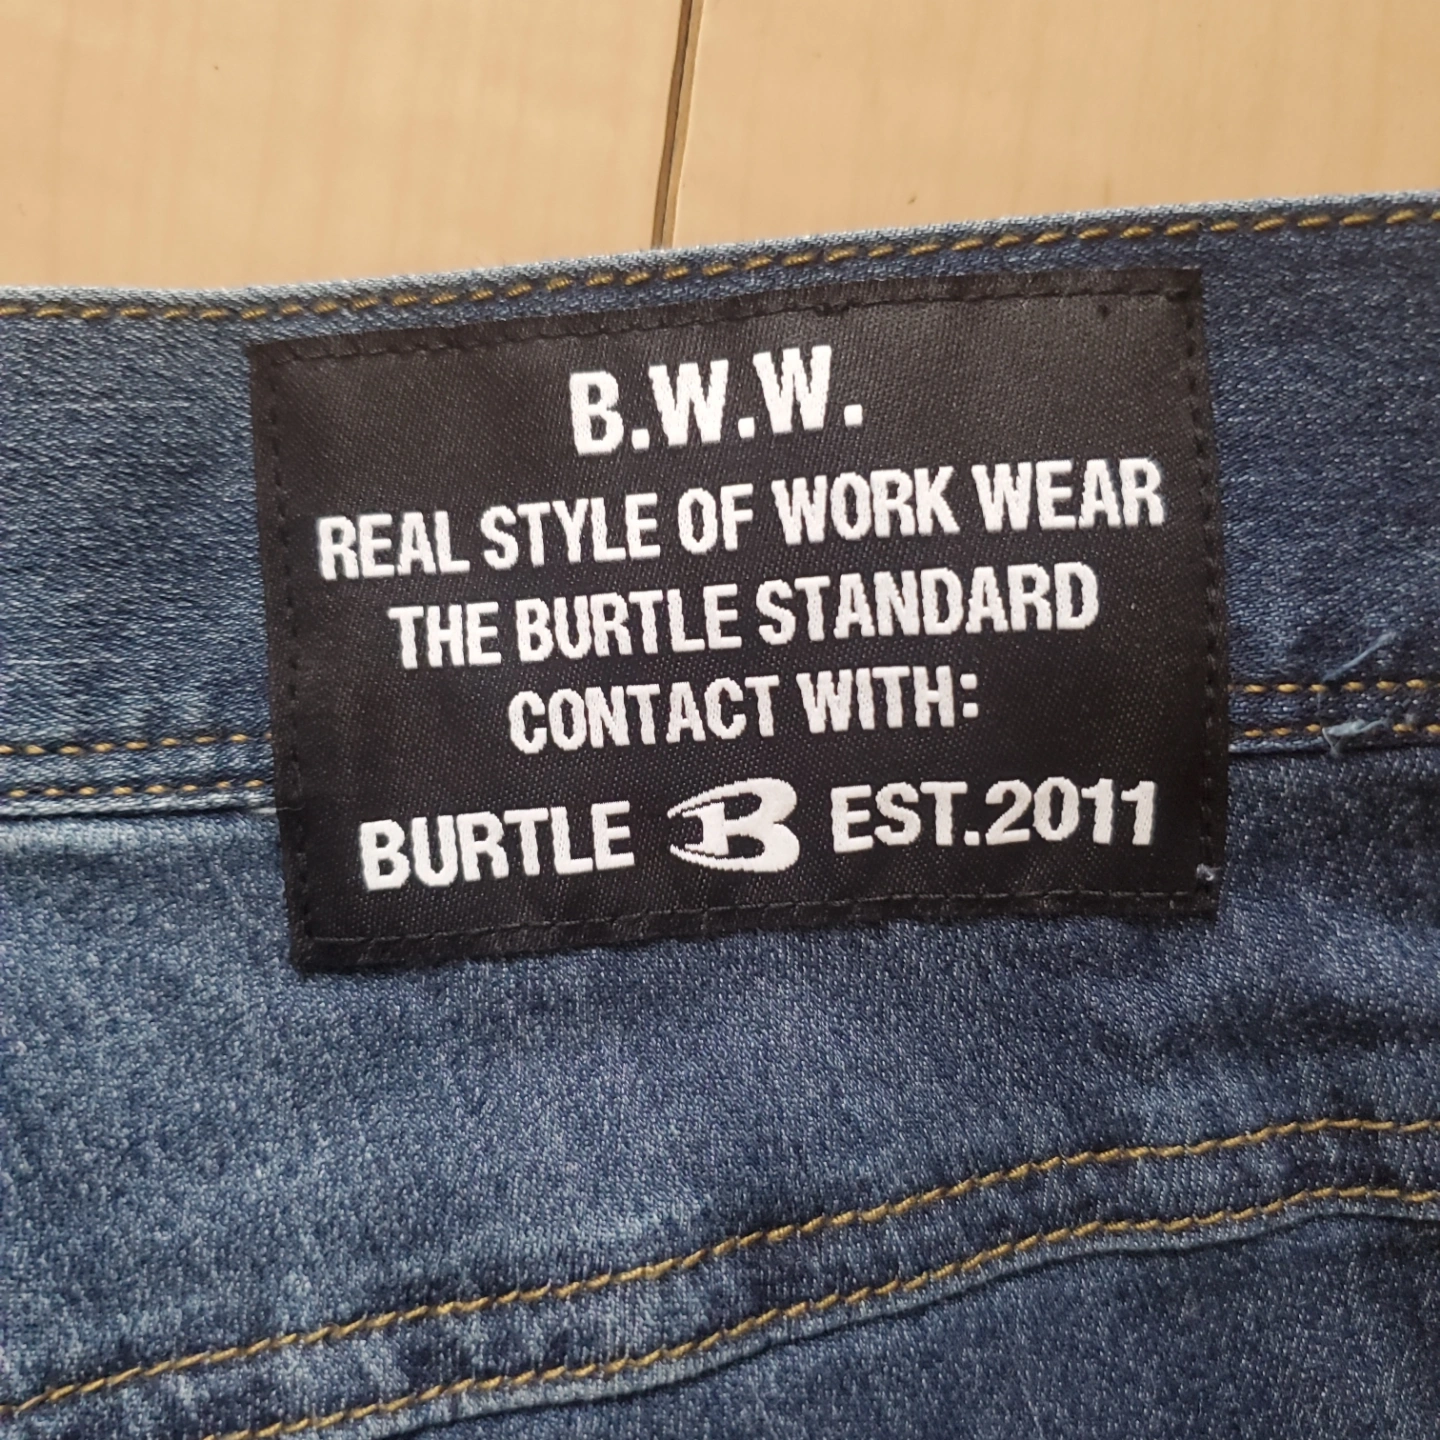 B.W.W.
REAL STYLE OF WORK WEAR
THE BURTLE STANDARD
CONTACT WITH:
BURTLE B EST.2011